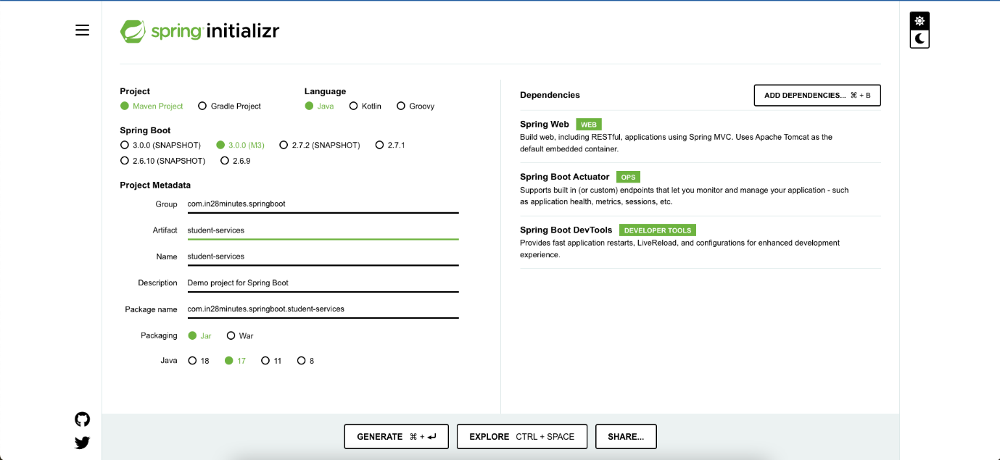 spring initializr
Project
Maven Project Gradle Project
Language
Java Kotlin Groovy
Spring Boot
3.0.0 (SNAPSHOT) 3.0.0 (M3) 2.7.2 (SNAPSHOT) 2.7.1
2.6.10 (SNAPSHOT) 2.6.9
Project Metadata
Group com.in28minutes.springboot
Artifact student-services
Name student-services
Description Demo project for Spring Boot
Package name com.in28minutes.springboot.student-services
Packaging Jar War
Java 18 17 11 8
Dependencies
ADD DEPENDENCIES... ⌘ + B
Spring Web WEB
Build web, including RESTful, applications using Spring MVC. Uses Apache Tomcat as the
default embedded container.
Spring Boot Actuator OPS
Supports built in (or custom) endpoints that let you monitor and manage your application - such
as application health, metrics, sessions, etc.
Spring Boot DevTools DEVELOPER TOOLS
Provides fast application restarts, LiveReload, and configurations for enhanced development
experience.
GENERATE ⌘ + ↵
EXPLORE CTRL + SPACE
SHARE...